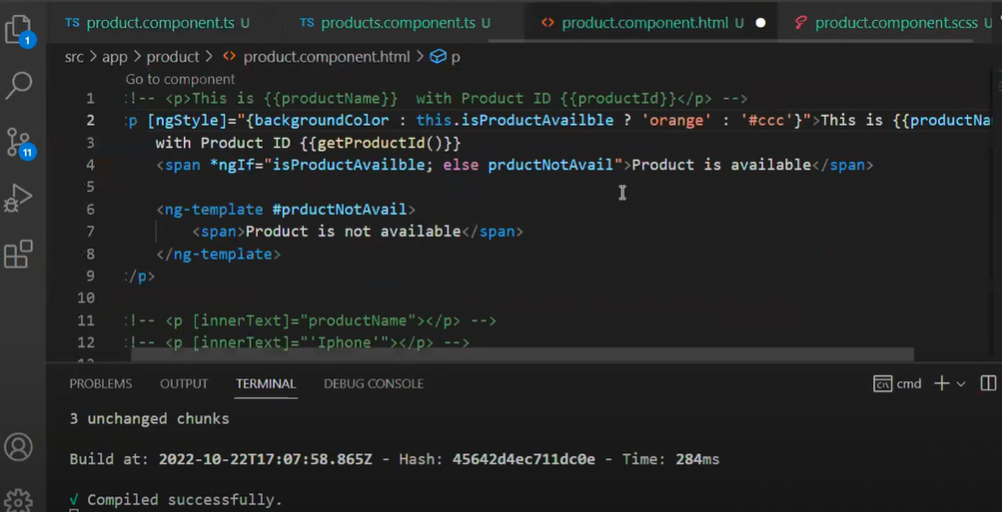 TS product.component.ts U
TS products.component.ts U
<> product.component.html U
product.component.scss U
1
src > app > product > <> product.component.html > p
Go to component
1 !-- <p>This is {{productName}}  with Product ID {{productId}}</p> -->
2 p [ngStyle]="{backgroundColor : this.isProductAvailble ? 'orange' : '#ccc'}">This is {{productNa
3 with Product ID {{getProductId()}}
4 <span *ngIf="isProductAvailble; else prductNotAvail">Product is available</span>
5
6 <ng-template #prductNotAvail>
7 <span>Product is not available</span>
8 </ng-template>
9 /p>
10
11 !-- <p [innerText]="productName"></p> -->
12 !-- <p [innerText]="'Iphone'"></p> -->
11
PROBLEMS OUTPUT TERMINAL DEBUG CONSOLE
cmd
3 unchanged chunks
Build at: 2022-10-22T17:07:58.865Z - Hash: 45642d4ec711dc0e - Time: 284ms
√ Compiled successfully.